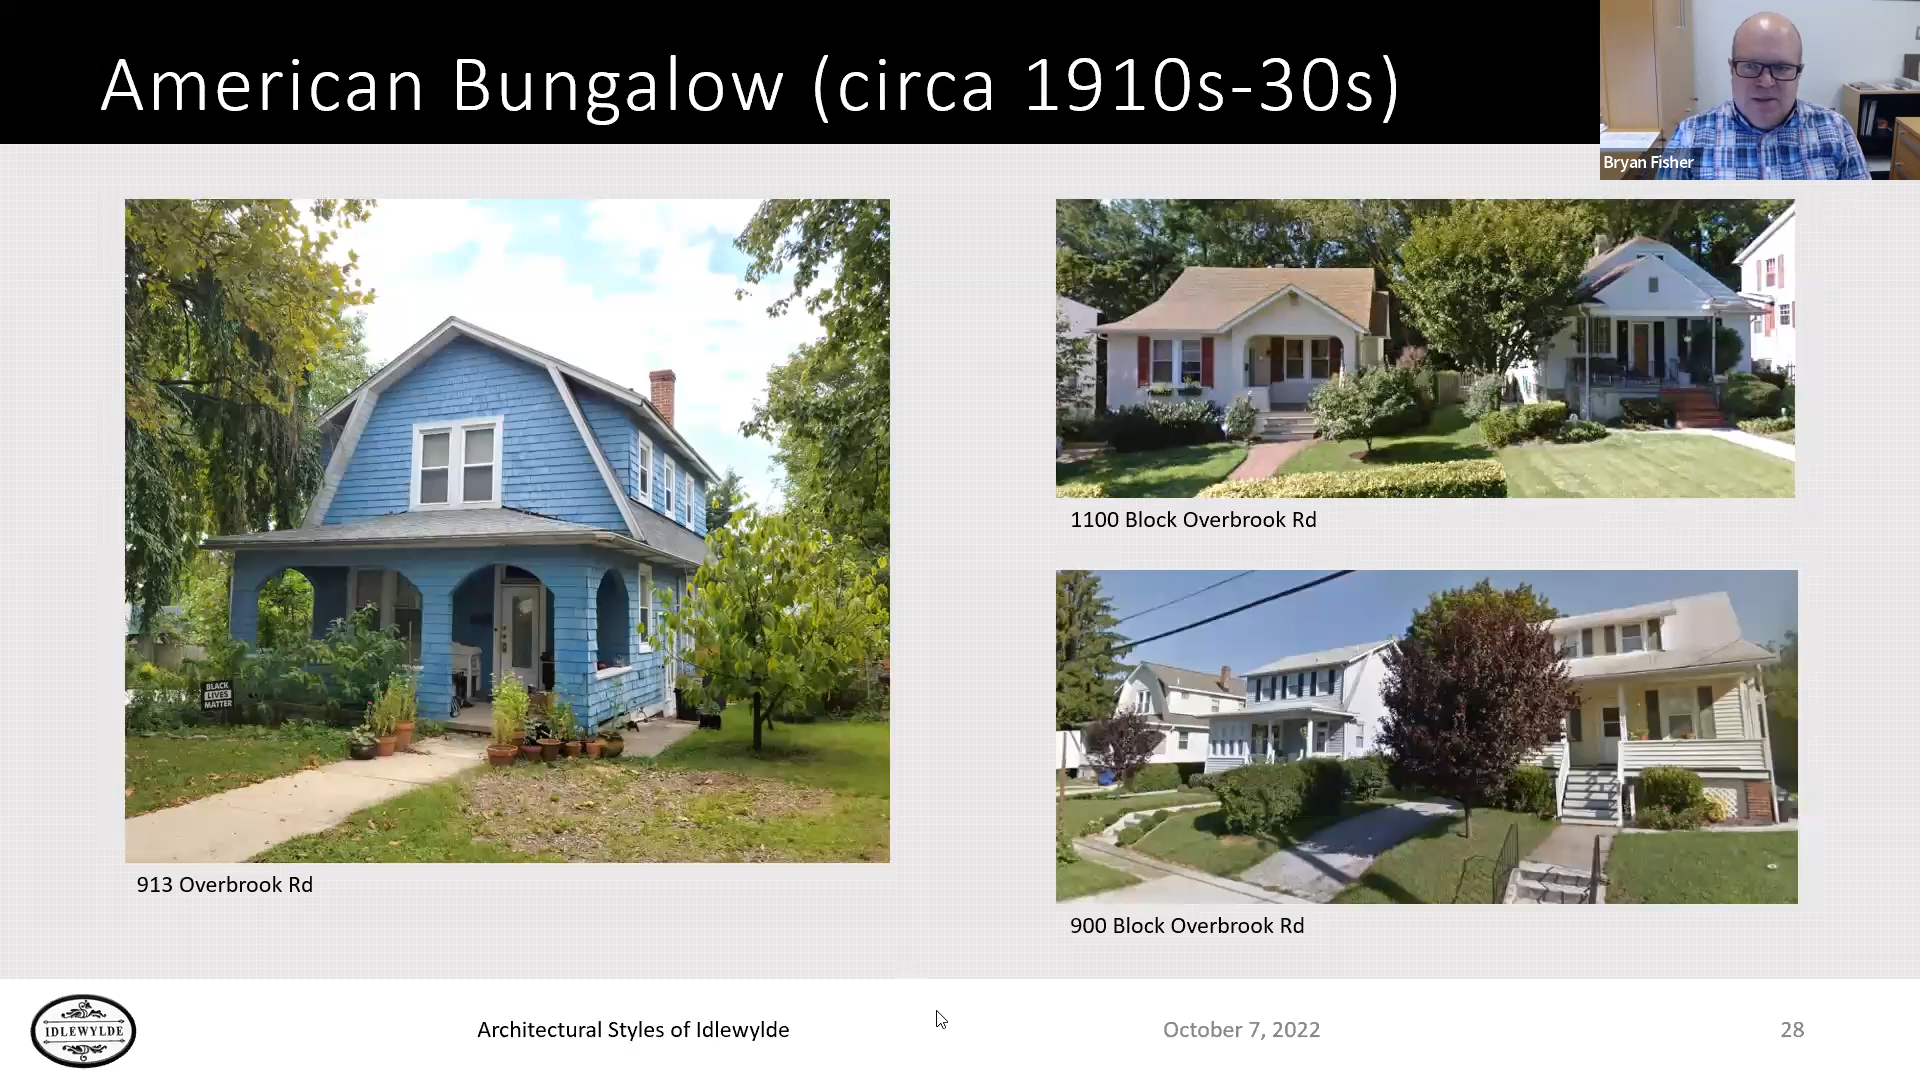 American Bungalow (circa 1910s-30s)
Bryan Fisher
BLACK
LIVES
MATTER
913 Overbrook Rd
1100 Block Overbrook Rd
900 Block Overbrook Rd
IDLEWYLDE
Architectural Styles of Idlewylde
October 7, 2022
28